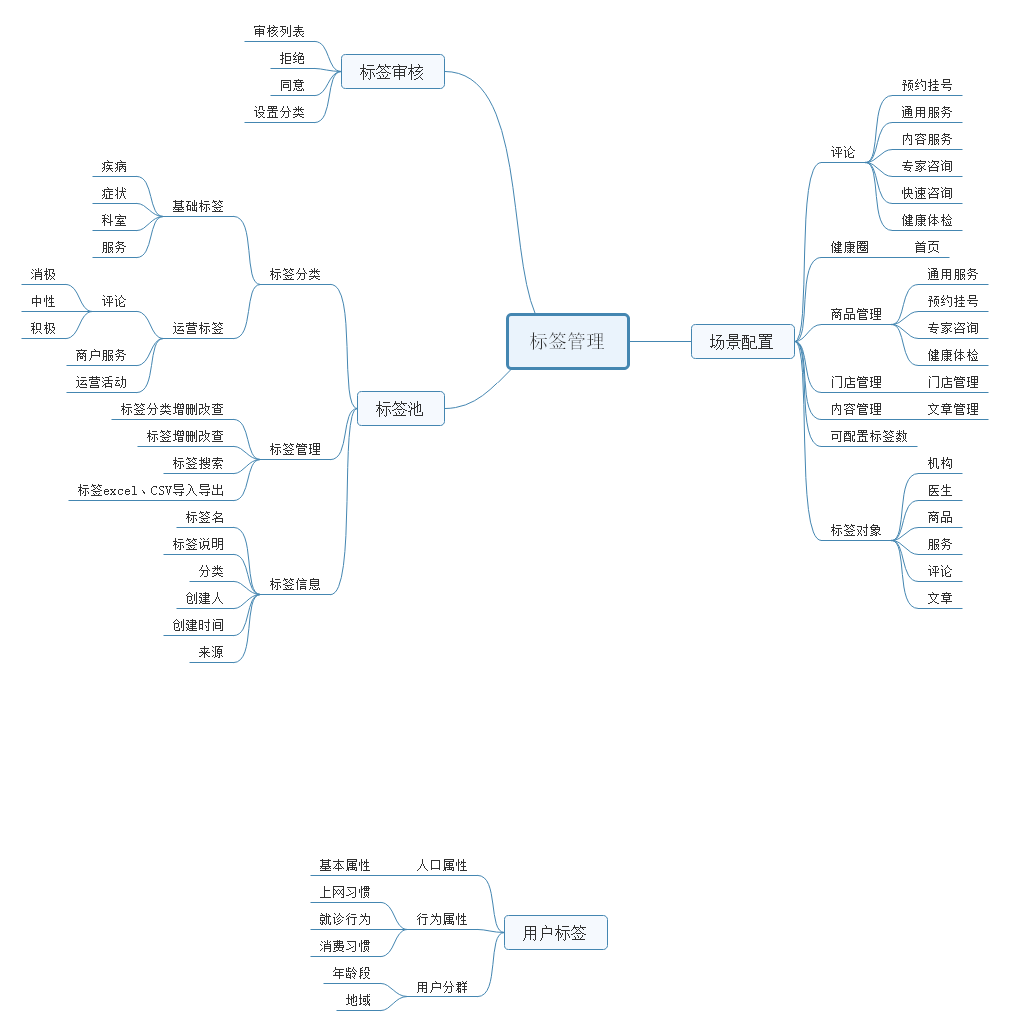 标签管理
标签审核
审核列表
拒绝
同意
设置分类
标签池
标签分类
基础标签
疾病
症状
科室
服务
运营标签
评论
消极
中性
积极
商户服务
运营活动
标签管理
标签分类增删改查
标签增删改查
标签搜索
标签excel、CSV导入导出
标签信息
标签名
标签说明
分类
创建人
创建时间
来源
场景配置
评论
预约挂号
通用服务
内容服务
专家咨询
快速咨询
健康体检
健康圈
首页
商品管理
通用服务
预约挂号
专家咨询
健康体检
门店管理
门店管理
内容管理
文章管理
可配置标签数
标签对象
机构
医生
商品
服务
评论
文章
用户标签
人口属性
基本属性
行为属性
上网习惯
就诊行为
消费习惯
用户分群
年龄段
地域